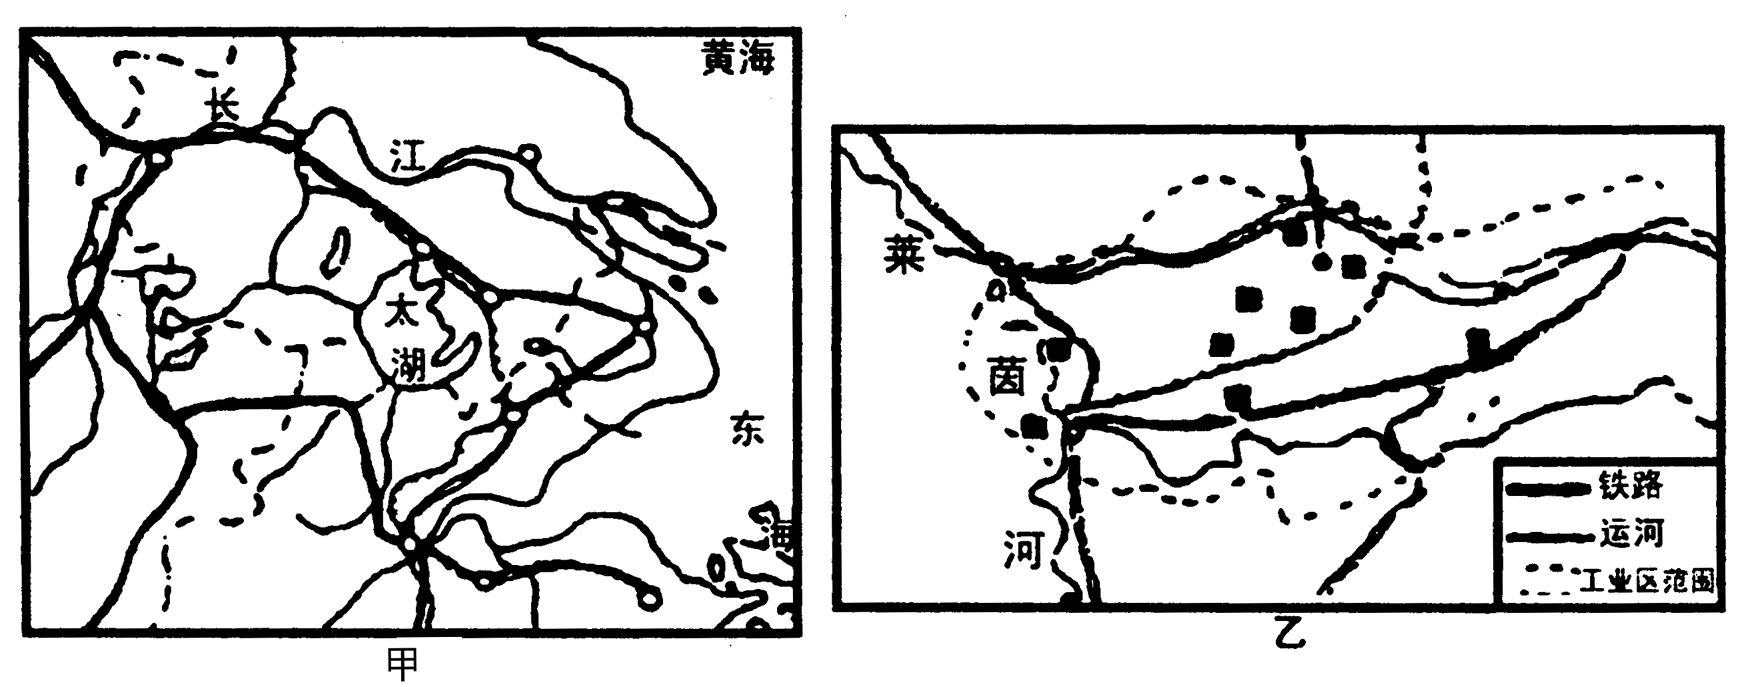 黄海
长
江
太
湖
东
海
甲
莱
茵
河
铁路
运河
工业区范围
乙